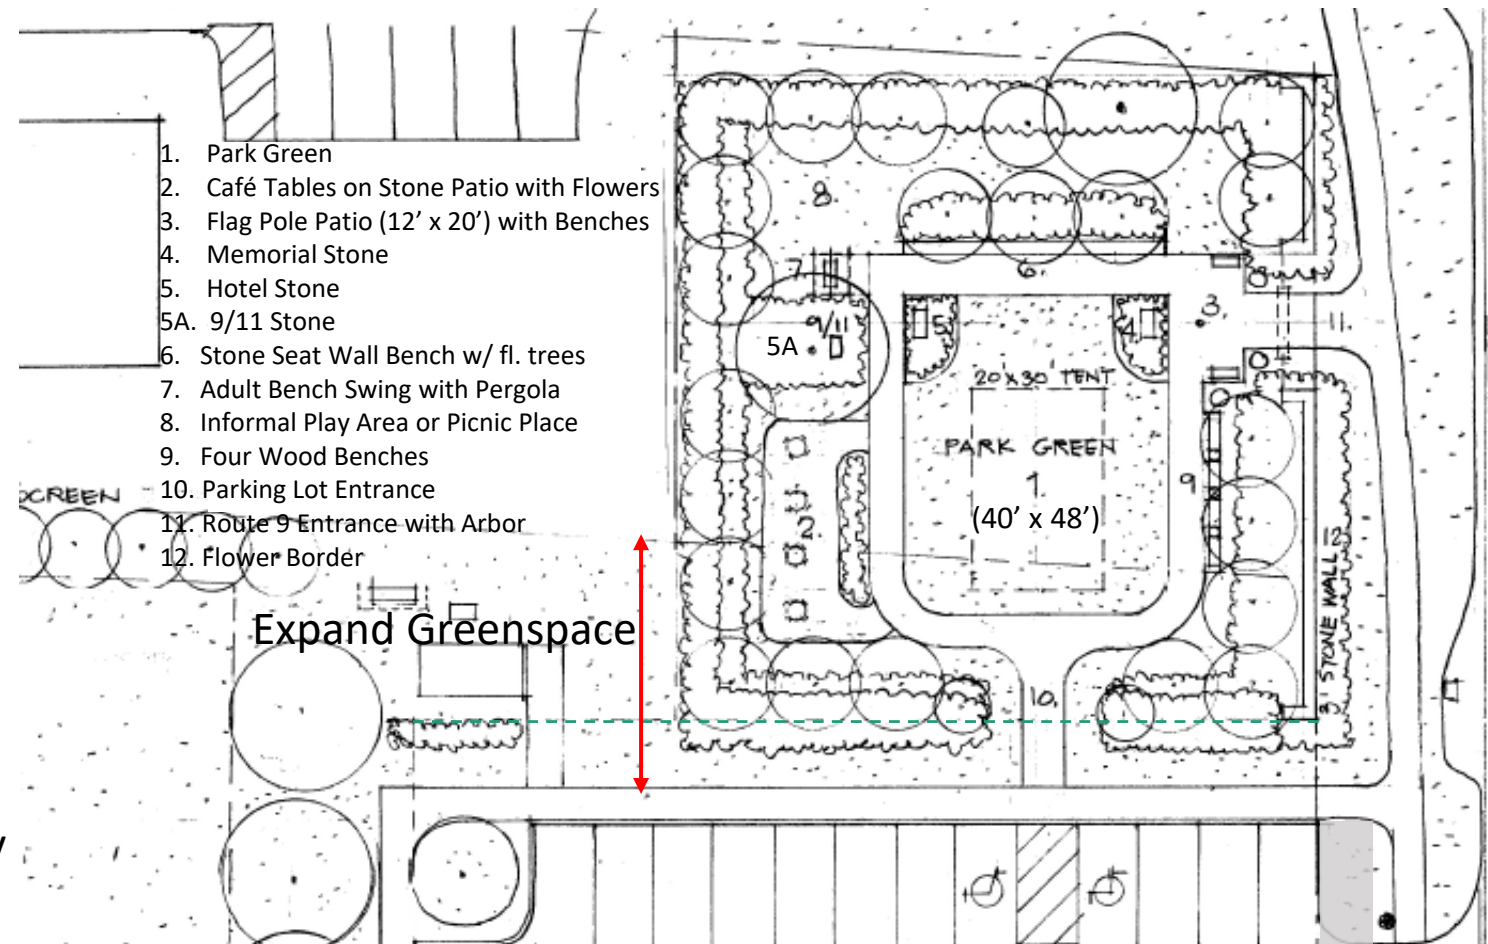 1. Park Green
2. Café Tables on Stone Patio with Flowers
3. Flag Pole Patio (12’ x 20’) with Benches
4. Memorial Stone
5. Hotel Stone
5A. 9/11 Stone
6. Stone Seat Wall Bench w/ fl. trees
7. Adult Bench Swing with Pergola
8. Informal Play Area or Picnic Place
9. Four Wood Benches
10. Parking Lot Entrance
11. Route 9 Entrance with Arbor
12. Flower Border
Expand Greenspace
8.
7
6.
9/11
5A
5
4
3.
11.
20'x30' TENT
PARK GREEN
1
(40’ x 48’)
2.
9
12
3' STONE WALL
10.